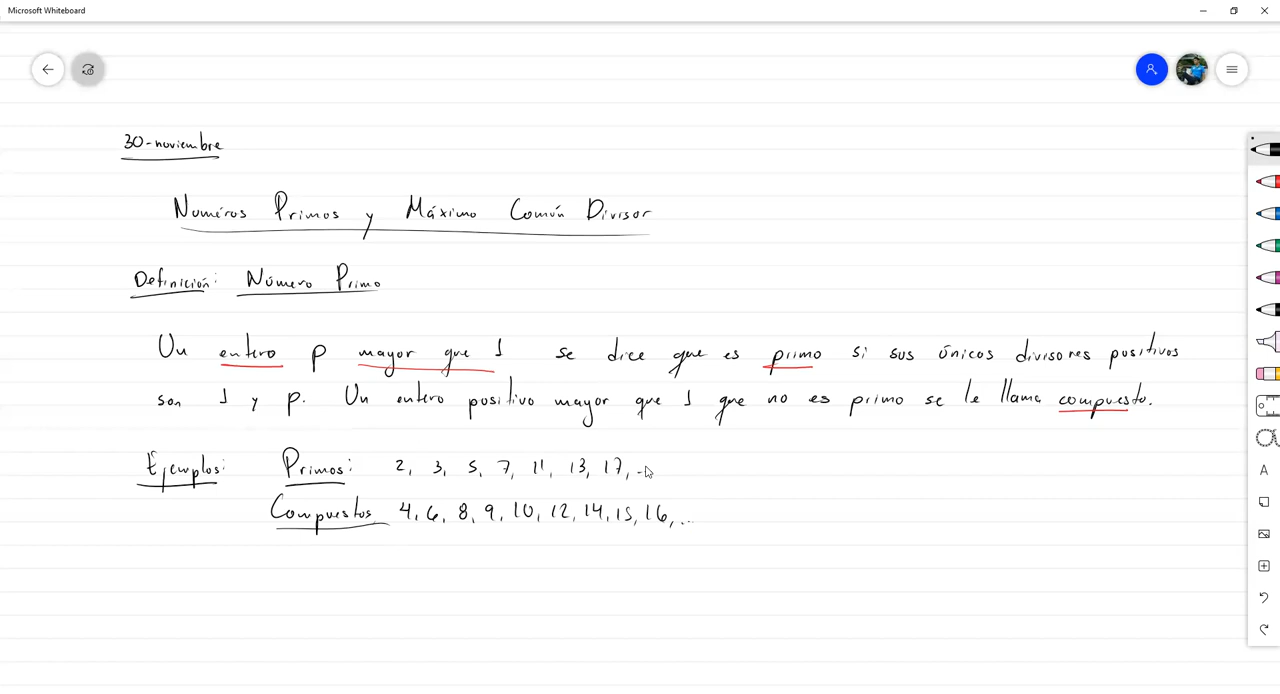 Microsoft Whiteboard
30-noviembre
Numéros Primos y Máximo Común Divisor
Definición: Número Primo
Un entero p mayor que 1 se dice que es primo si sus únicos divisores positivos
son 1 y p. Un entero positivo mayor que 1 que no es primo se le llama compuesto.
Ejemplos: Primos: 2, 3, 5, 7, 11, 13, 17, ...
Compuestos 4, 6, 8, 9, 10, 12, 14, 15, 16, ...
A